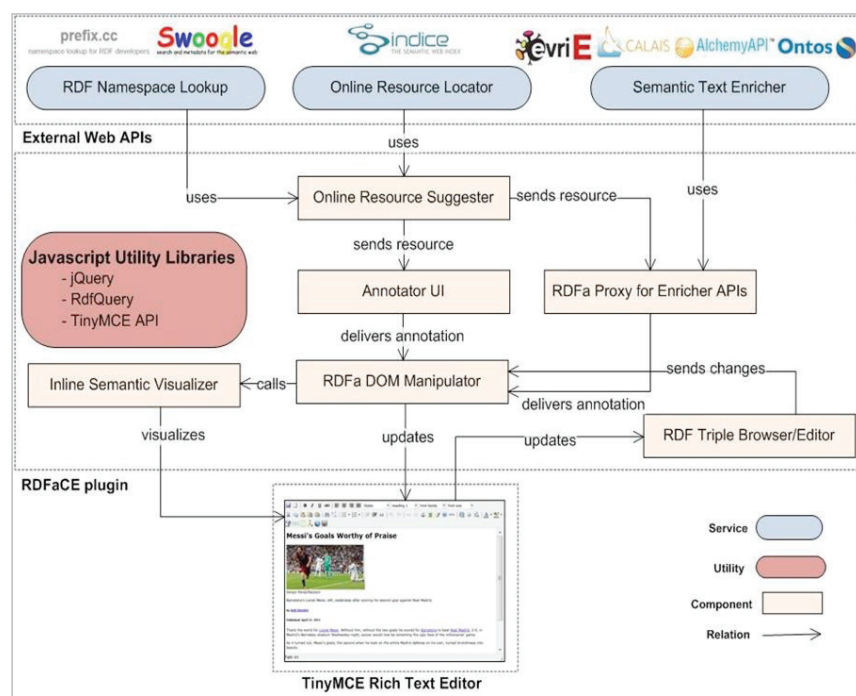 prefix.cc
namespace lookup for RDF developers
Swoogle
search and metadata for the semantic web
sindice
THE SEMANTIC WEB INDEX
evri
E
CALAIS
AlchemyAPI™
Ontos
RDF Namespace Lookup
Online Resource Locator
Semantic Text Enricher
External Web APIs
uses
uses
uses
Online Resource Suggester
sends resource
sends resource
Javascript Utility Libraries
- jQuery
- RdfQuery
- TinyMCE API
Annotator UI
RDFa Proxy for Enricher APIs
delivers annotation
Inline Semantic Visualizer
calls
RDFa DOM Manipulator
sends changes
delivers annotation
visualizes
updates
updates
RDF Triple Browser/Editor
RDFaCE plugin
Messi's Goals Worthy of Praise
Service
Utility
Component
Relation
TinyMCE Rich Text Editor